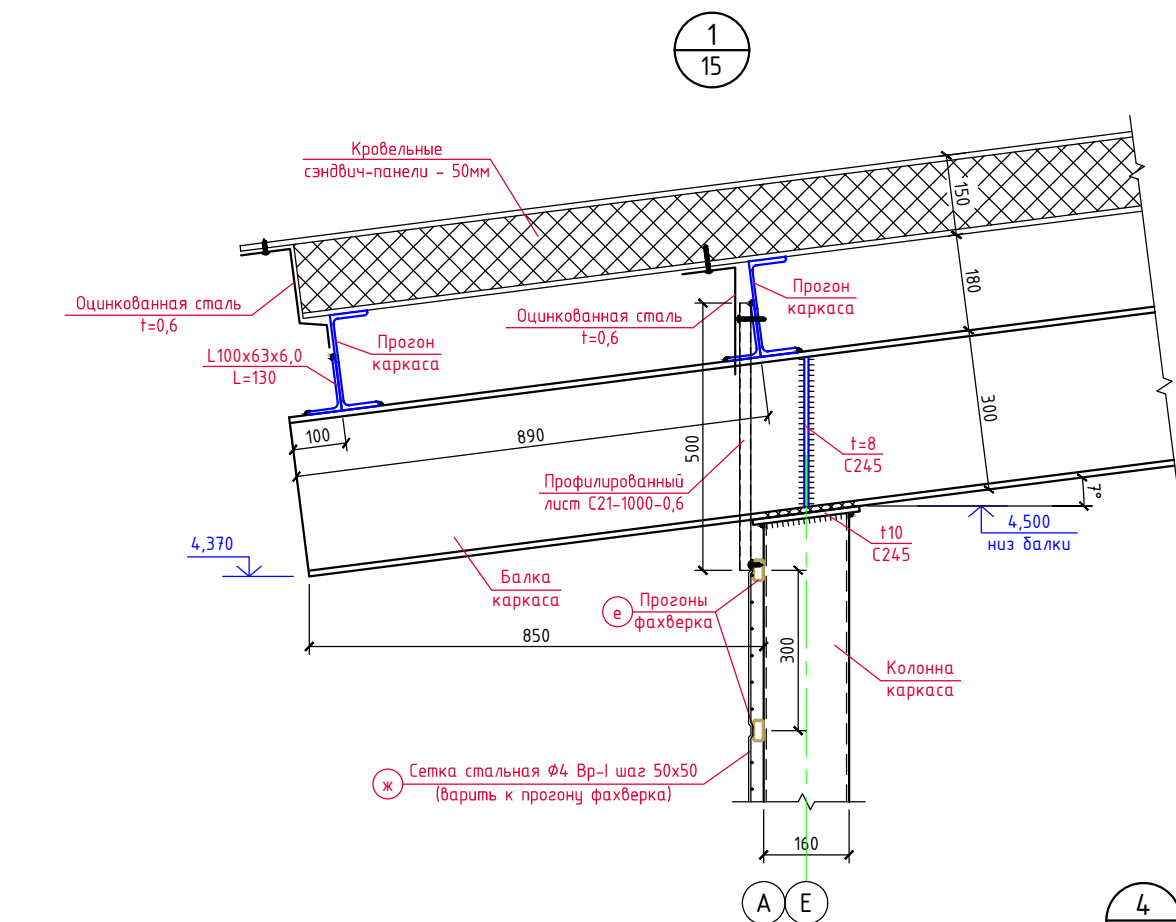 1
15
Кровельные
сэндвич-панели - 50мм
150
180
Оцинкованная сталь
t=0,6
Прогон
каркаса
Оцинкованная сталь
t=0,6
Прогон
каркаса
L100x63x6,0
L=130
300
100
890
500
t=8
С245
Профилированный
лист С21-1000-0,6
7°
4,500
низ балки
t10
С245
4,370
Балка
каркаса
е
Прогоны
фахверка
850
300
Колонна
каркаса
ж
Сетка стальная Ø4 Вр-I шаг 50x50
(варить к прогону фахверка)
160
А
Е
4